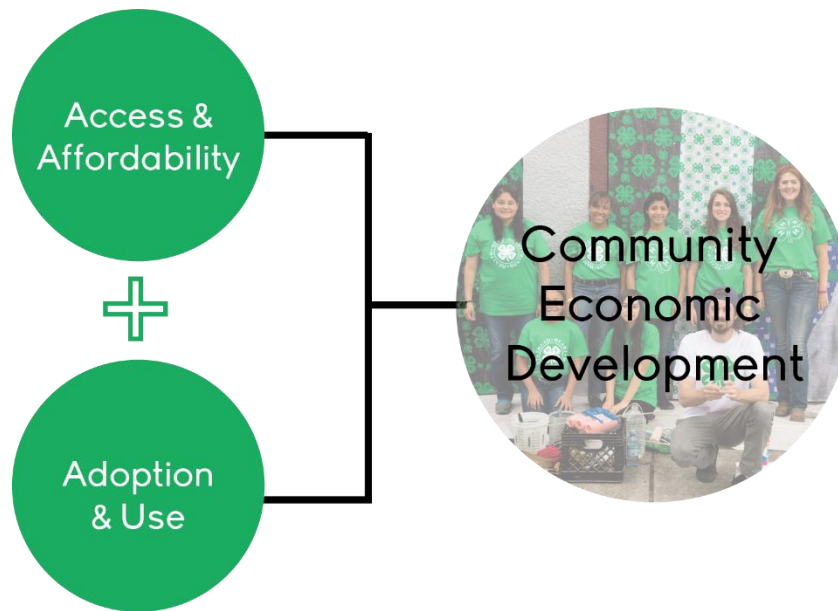 Access &
Affordability
Adoption
& Use
Community
Economic
Development